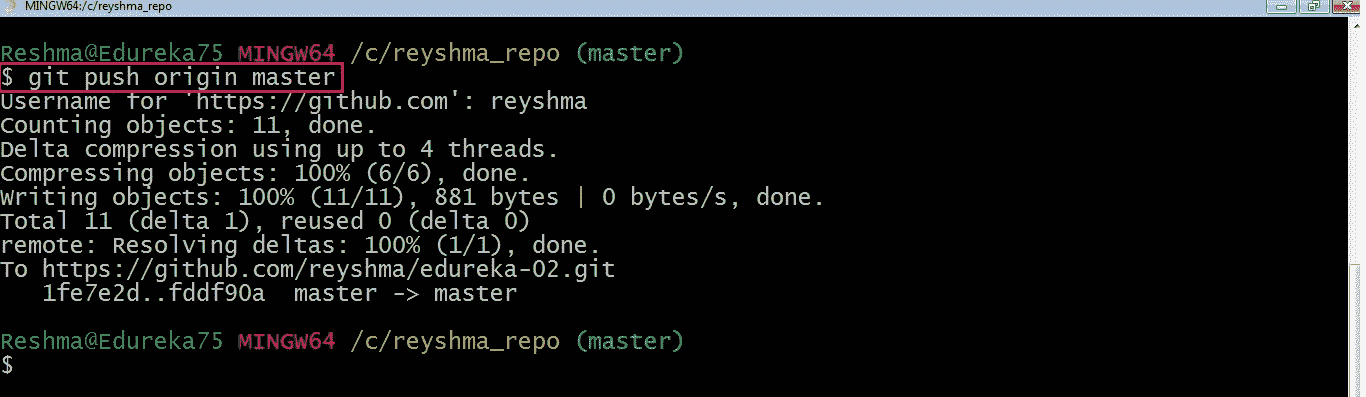 MINGW64:/c/reyshma_repo
Reshma@Edureka75 MINGW64 /c/reyshma_repo (master)
$ git push origin master
Username for 'https://github.com': reyshma
Counting objects: 11, done.
Delta compression using up to 4 threads.
Compressing objects: 100% (6/6), done.
Writing objects: 100% (11/11), 881 bytes | 0 bytes/s, done.
Total 11 (delta 1), reused 0 (delta 0)
remote: Resolving deltas: 100% (1/1), done.
To https://github.com/reyshma/edureka-02.git
   1fe7e2d..fddf90a  master -> master
Reshma@Edureka75 MINGW64 /c/reyshma_repo (master)
$